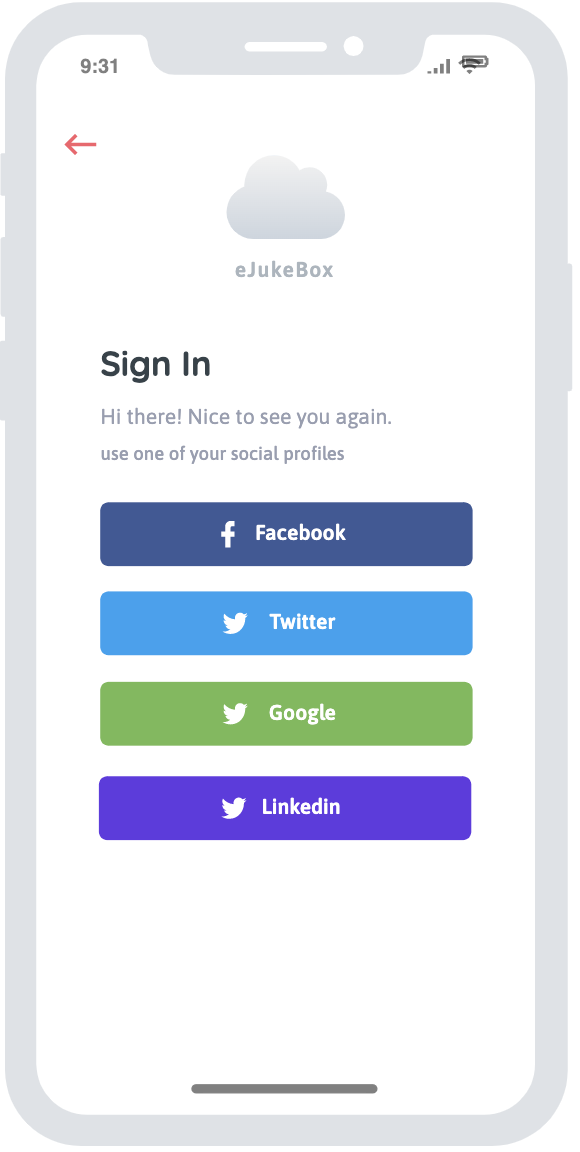 9:31
eJukeBox
Sign In
Hi there! Nice to see you again.
use one of your social profiles
Facebook
Twitter
Google
Linkedin